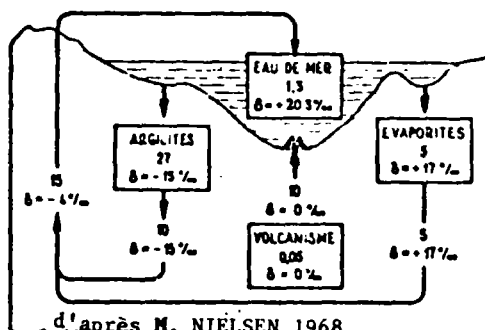 EAU DE MER
1,3
δ = +20.3‰
ARGILITES
27
δ = -15‰
EVAPORITES
5
δ = +17‰
15
δ = -4‰
10
δ = 0‰
10
δ = -15‰
VOLCANISME
0,05
δ = 0‰
5
δ = +17‰
d'après M. NIELSEN 1968